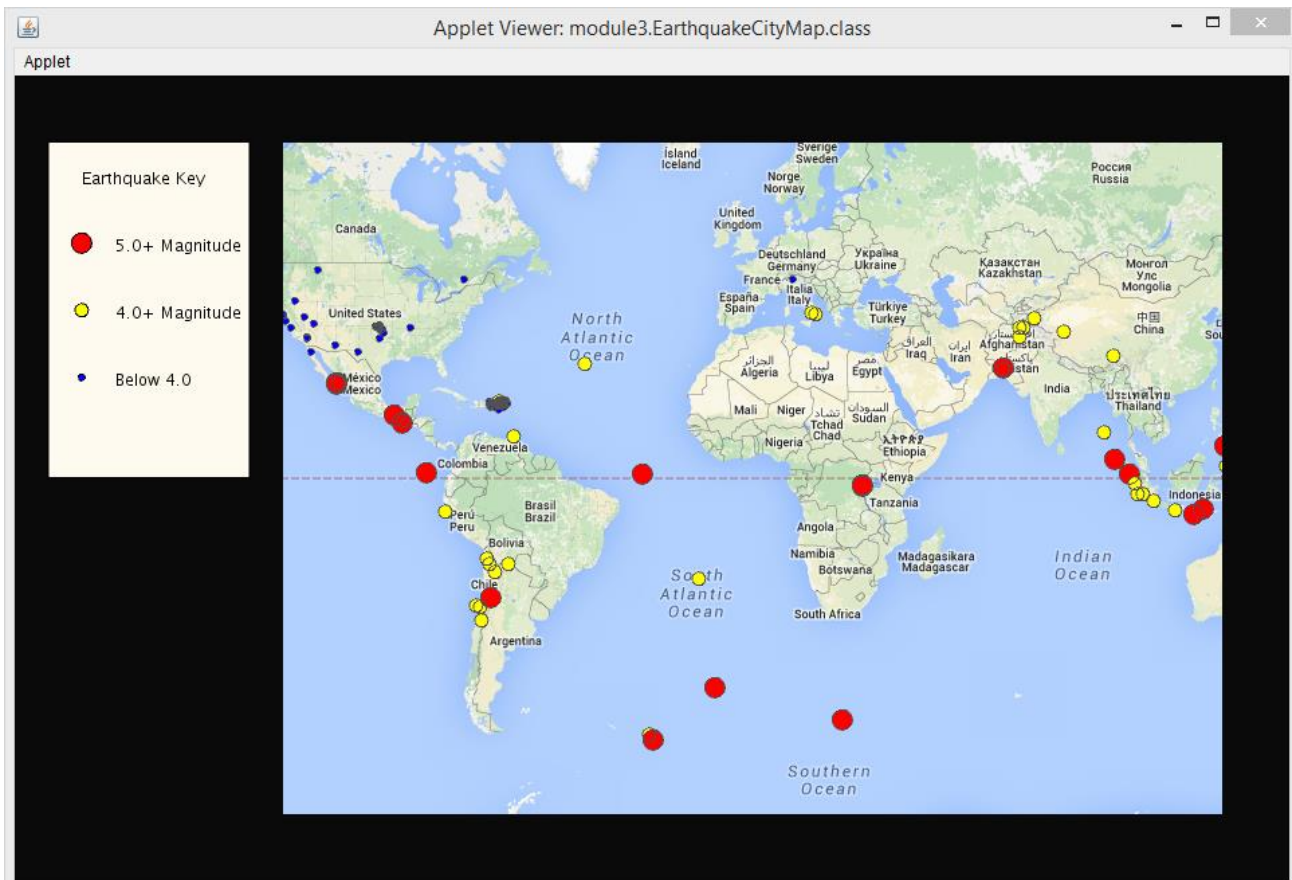 Applet Viewer: module3.EarthquakeCityMap.class
Applet
Earthquake Key
5.0+ Magnitude
4.0+ Magnitude
Below 4.0
Ísland
Iceland
Sverige
Sweden
Norge
Norway
Россия
Russia
Canada
United
Kingdom
Deutschland
Germany
Україна
Ukraine
Қазақстан
Kazakhstan
Монгол
Улс
Mongolia
France
Italia
Italy
España
Spain
Türkiye
Turkey
United States
North
Atlantic
Ocean
中国
China
العراق
Iraq
ایران
Iran
Afghanistan
الجزائر
Algeria
ليبيا
Libya
مصر
Egypt
México
Mexico
India
ประเทศไทย
Thailand
Mali
Niger
تشاد
Tchad
Chad
السودان
Sudan
Nigeria
ኢትዮጵያ
Ethiopia
Venezuela
Colombia
Kenya
Tanzania
Indonesia
Perú
Peru
Brasil
Brazil
Angola
Bolivia
Namibia
Botswana
Madagasikara
Madagascar
Indian
Ocean
Chile
South
Atlantic
Ocean
South Africa
Argentina
Southern
Ocean